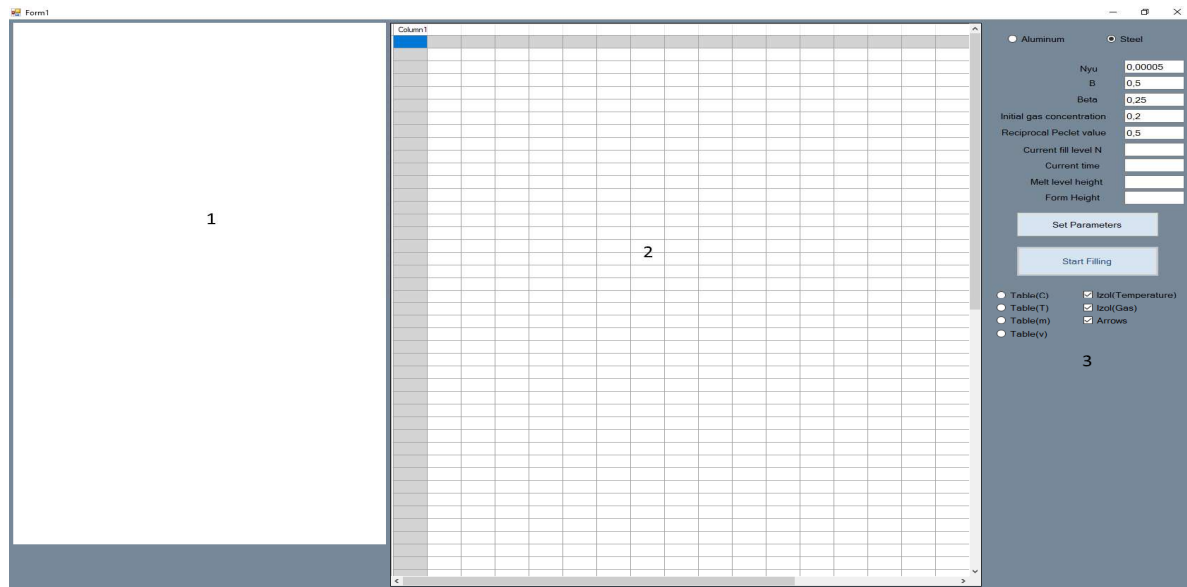 Form1
1
Column1
2
Aluminum Steel
Nyu 0,00005
B 0,5
Beta 0,25
Initial gas concentration 0,2
Reciprocal Peclet value 0,5
Current fill level N
Current time
Melt level height
Form Height
Set Parameters
Start Filling
Table(C) Izol(Temperature)
Table(T) Izol(Gas)
Table(m) Arrows
Table(v)
3